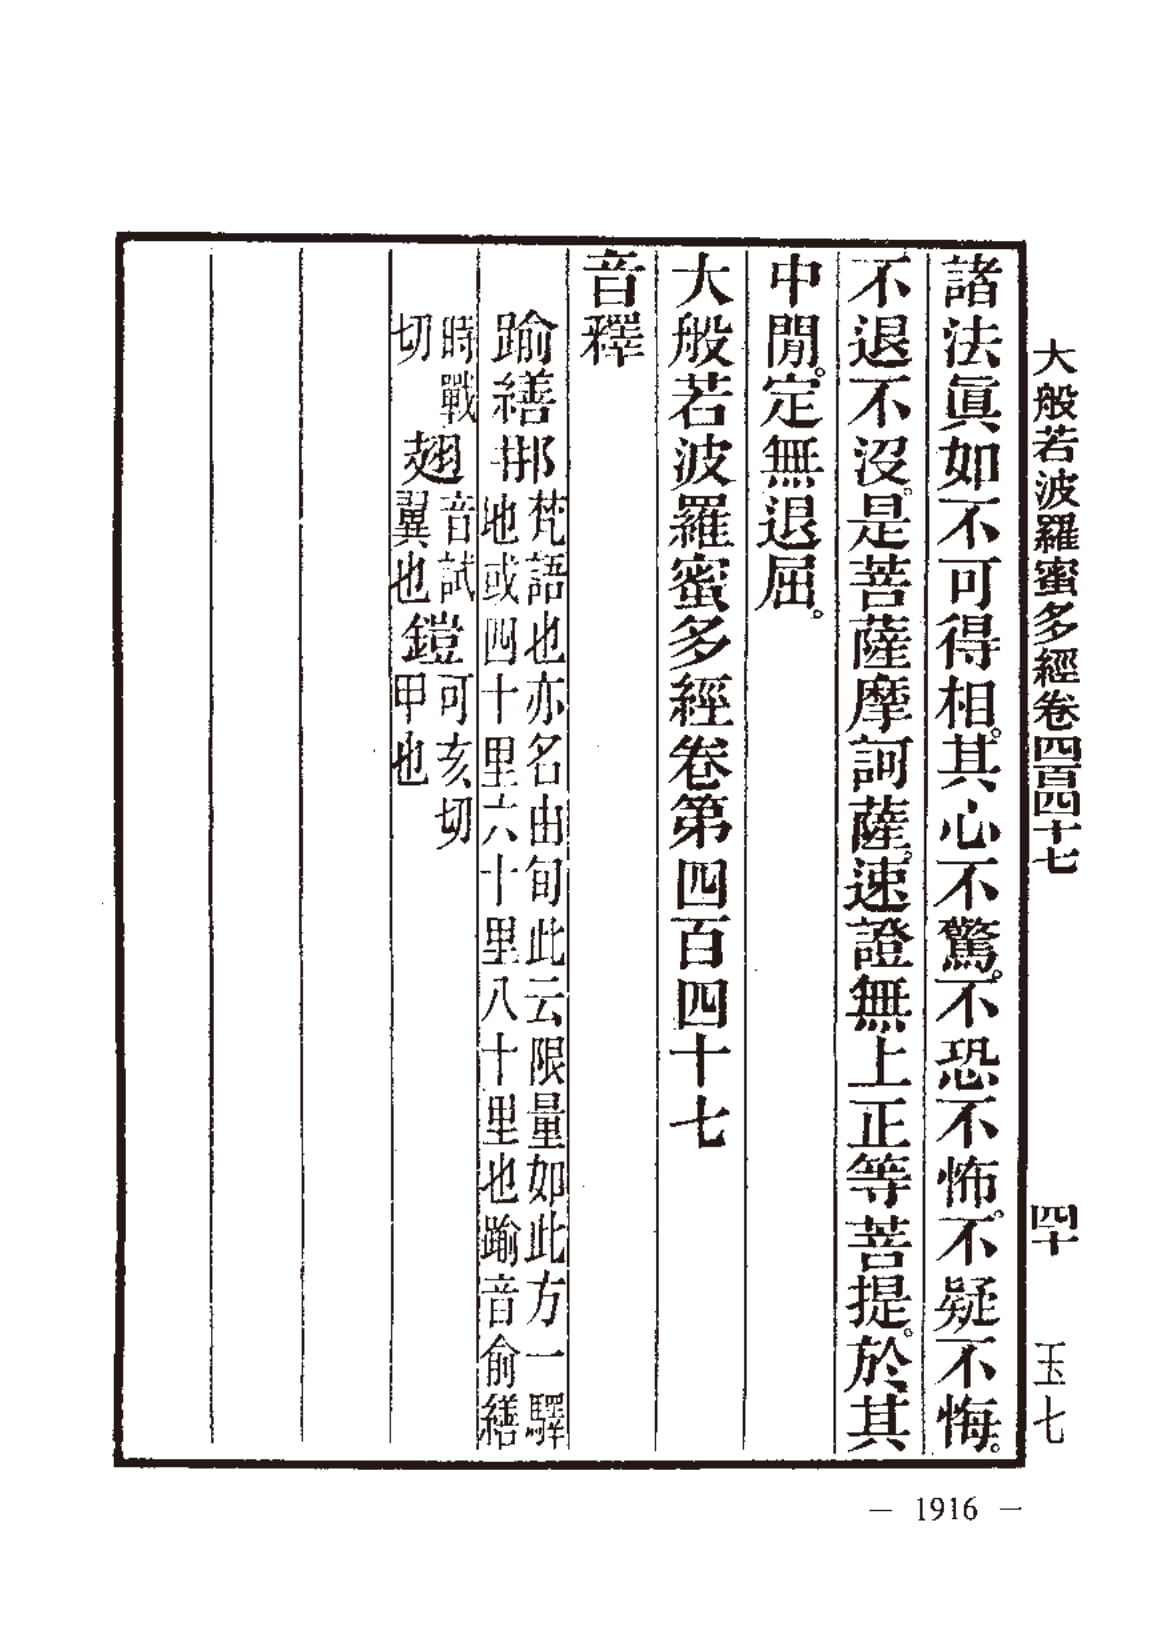 大般若波羅蜜多經卷四百四十七　四十　玉七
諸法眞如不可得相。其心不驚。不恐不怖。不疑不悔。
不退不沒。是菩薩摩訶薩。速證無上正等菩提。於其
中閒。定無退屈。
大般若波羅蜜多經卷第四百四十七
音釋
踰繕那梵語也亦名由旬此云限量如此方一驛地或四十里六十里八十里也踰音俞繕
時戰切翅音試翼也鎧可亥切甲也
— 1916 —